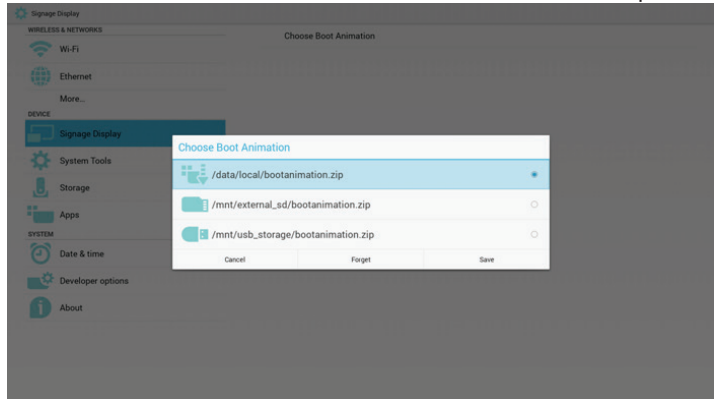 Signage Display
WIRELESS & NETWORKS
Wi-Fi
Ethernet
More...
DEVICE
Signage Display
System Tools
Storage
Apps
SYSTEM
Date & time
Developer options
About
Choose Boot Animation
Choose Boot Animation
/data/local/bootanimation.zip
/mnt/external_sd/bootanimation.zip
/mnt/usb_storage/bootanimation.zip
Cancel Forget Save